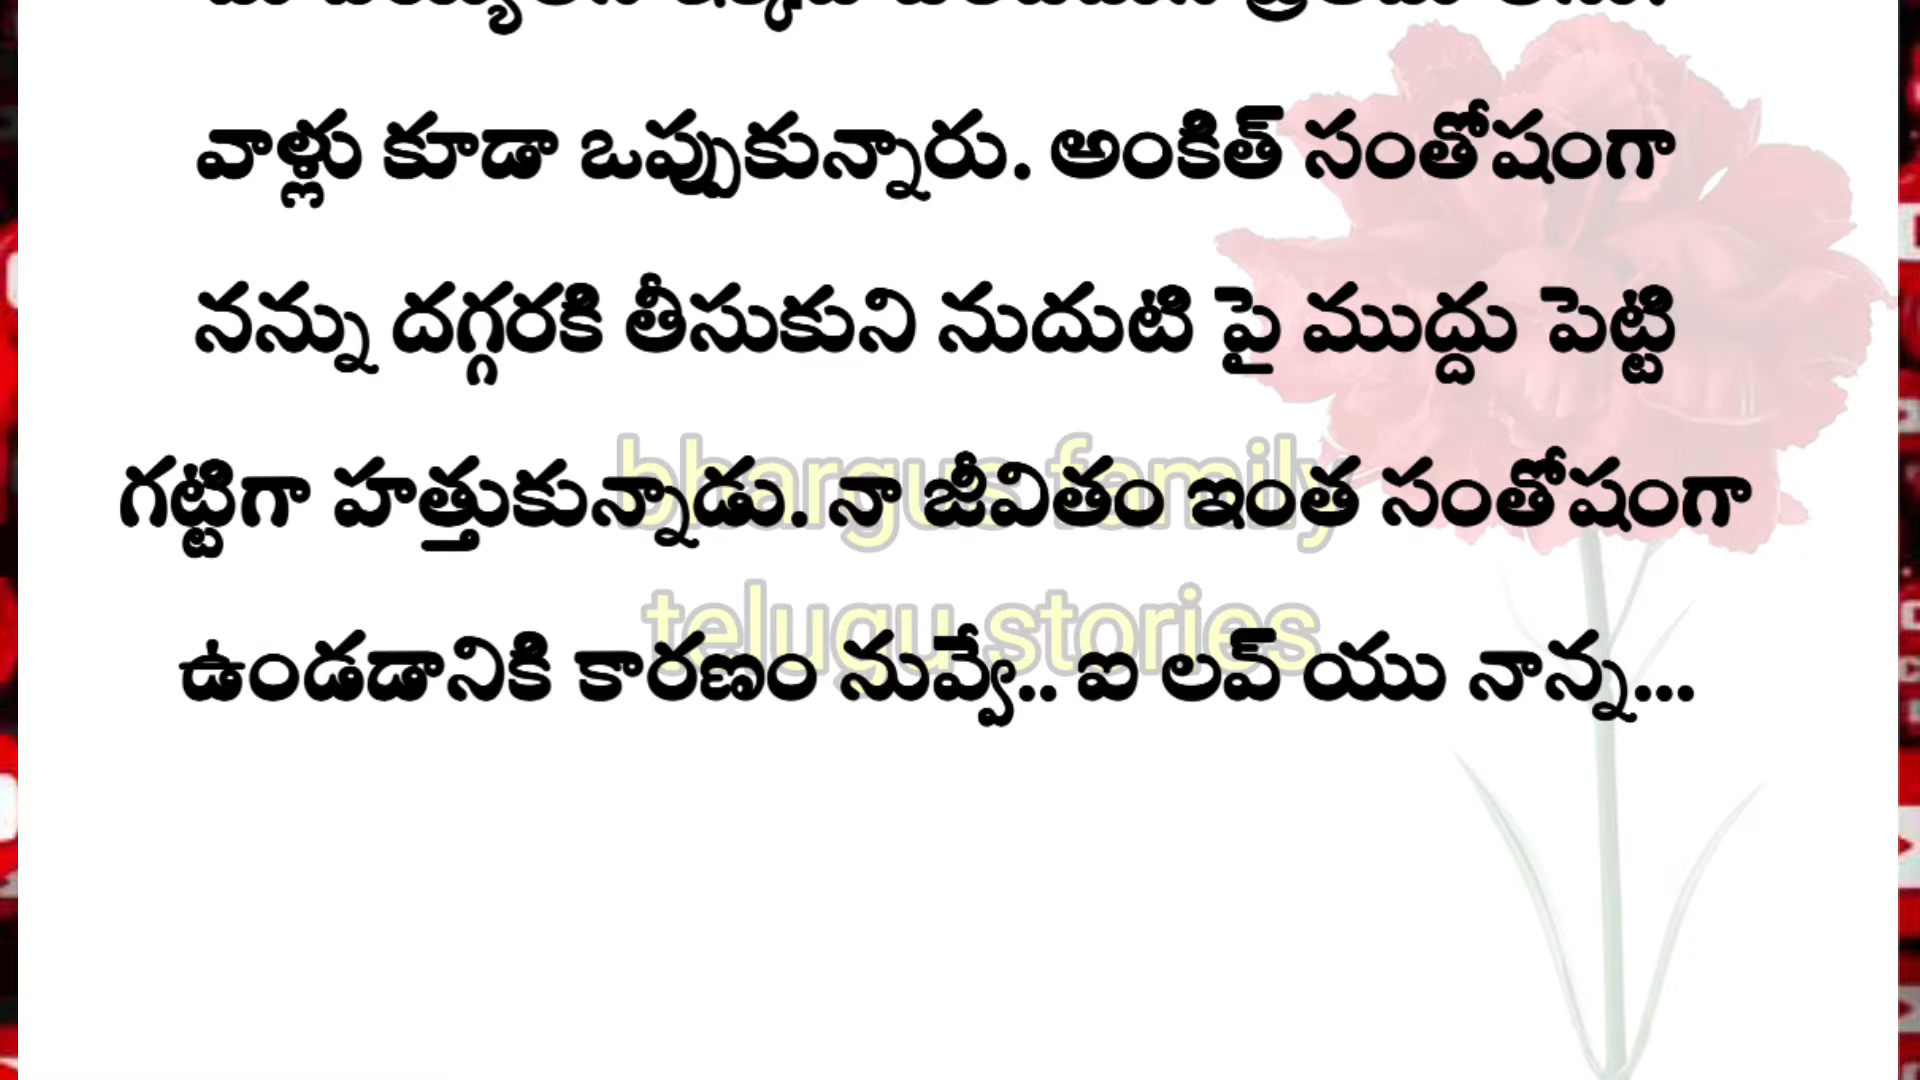 వాళ్లు కూడా ఒప్పుకున్నారు. అంకిత్ సంతోషంగా
నన్ను దగ్గరకి తీసుకుని నుదుటి పై ముద్దు పెట్టి
గట్టిగా హత్తుకున్నాడు. నా జీవితం ఇంత సంతోషంగా
ఉండడానికి కారణం నువ్వే.. ఐ లవ్ యు నాన్న...
bhargus family
telugu stories